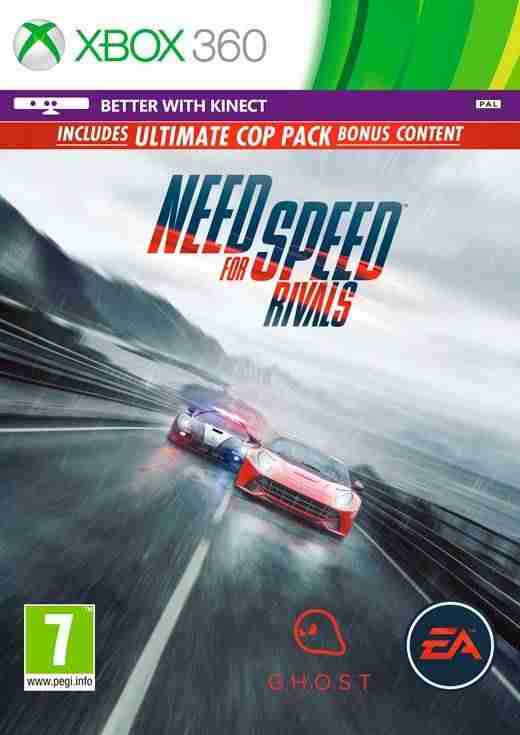 XBOX 360
BETTER WITH KINECT
PAL
INCLUDES ULTIMATE COP PACK BONUS CONTENT
NEED
FOR SPEED™
RIVALS
7
www.pegi.info
GHOST
EA